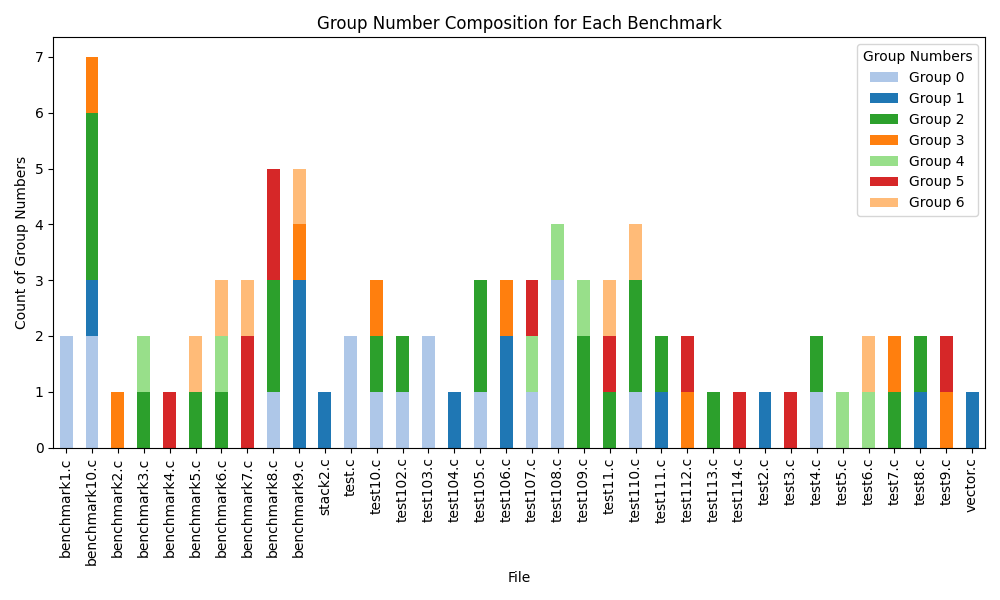 Group Number Composition for Each Benchmark
Count of Group Numbers
7
6
5
4
3
2
1
0
Group Numbers
Group 0
Group 1
Group 2
Group 3
Group 4
Group 5
Group 6
benchmark1.c
benchmark10.c
benchmark2.c
benchmark3.c
benchmark4.c
benchmark5.c
benchmark6.c
benchmark7.c
benchmark8.c
benchmark9.c
stack2.c
test.c
test10.c
test102.c
test103.c
test104.c
test105.c
test106.c
test107.c
test108.c
test109.c
test11.c
test110.c
test111.c
test112.c
test113.c
test114.c
test2.c
test3.c
test4.c
test5.c
test6.c
test7.c
test8.c
test9.c
vector.c
File